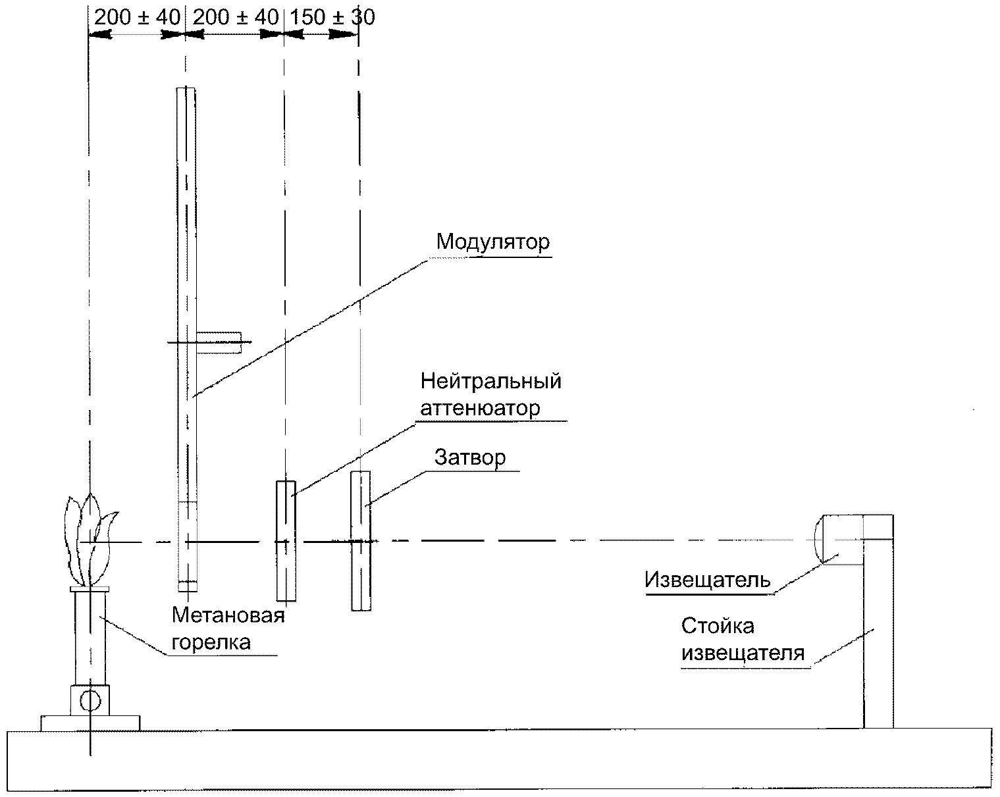 200 ± 40 200 ± 40 150 ± 30
Модулятор
Нейтральный
аттенюатор
Затвор
Извещатель
Метановая
горелка
Стойка
извещателя